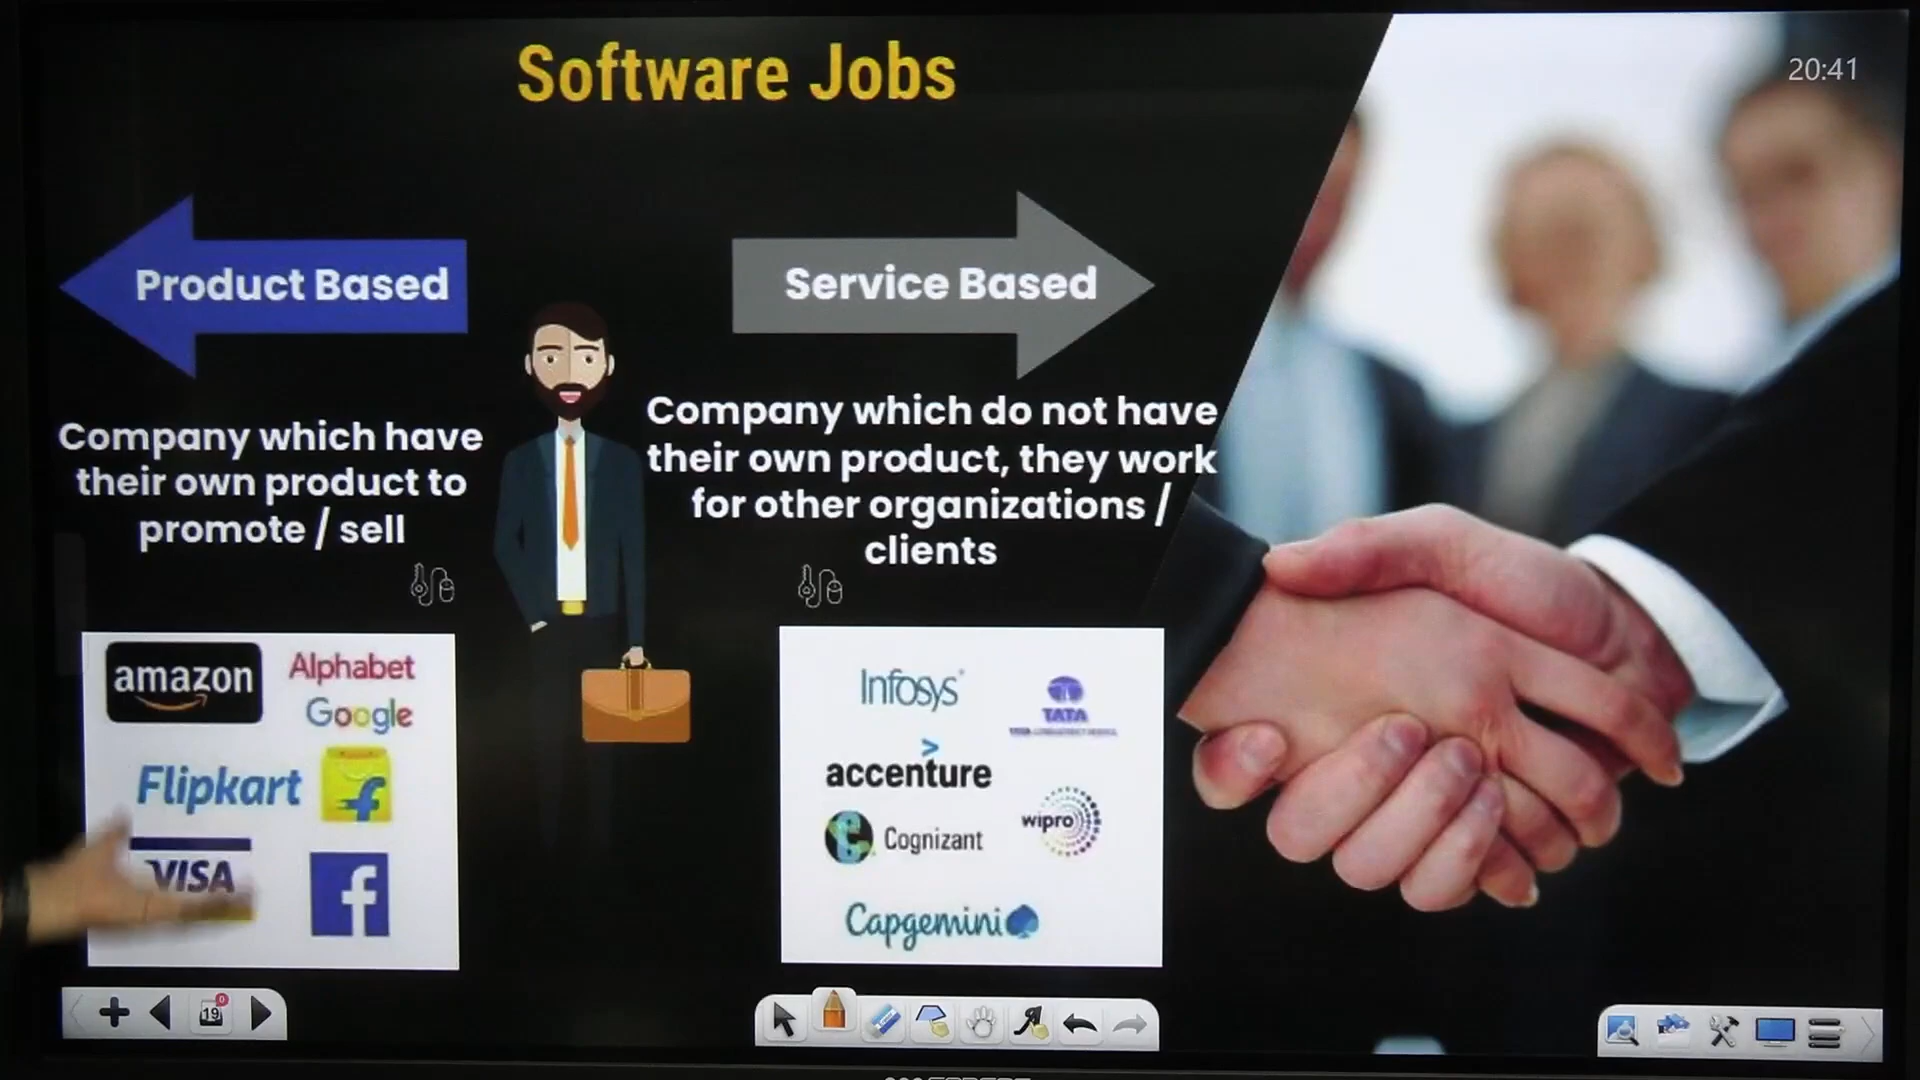 Software Jobs
20:41
Product Based
Service Based
Company which have
their own product to
promote / sell
Company which do not have
their own product, they work
for other organizations /
clients
amazon
Alphabet
Google
Flipkart
VISA
Infosys
TATA
accenture
wipro
Cognizant
Capgemini
19
0